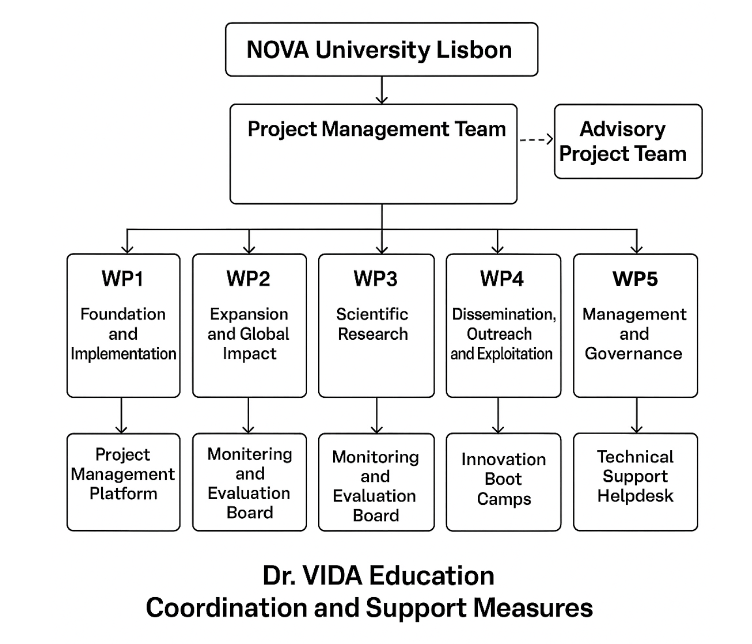 NOVA University Lisbon
Project Management Team
Advisory
Project Team
WP1
Foundation
and
Implementation
WP2
Expansion
and Global
Impact
WP3
Scientific
Research
WP4
Dissemination,
Outreach
and Exploitation
WP5
Management
and
Governance
Project
Management
Platform
Monitering
and
Evaluation
Board
Monitoring
and
Evaluation
Board
Innovation
Boot
Camps
Technical
Support
Helpdesk
Dr. VIDA Education
Coordination and Support Measures